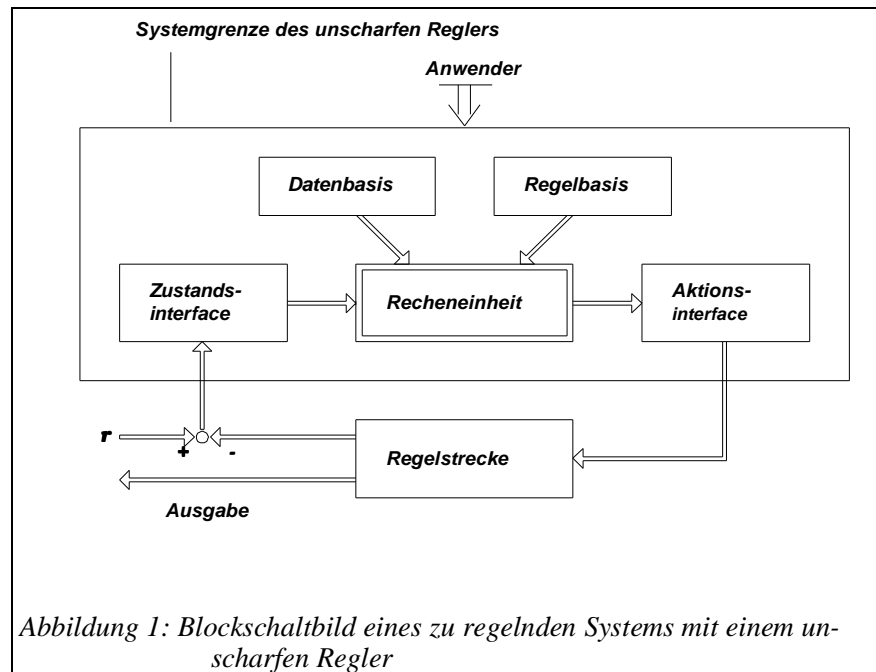 Systemgrenze des unscharfen Reglers
Anwender
Datenbasis
Regelbasis
Zustands-
interface
Recheneinheit
Aktions-
interface
r
+
-
Regelstrecke
Ausgabe
Abbildung 1: Blockschaltbild eines zu regelnden Systems mit einem un-
scharfen Regler